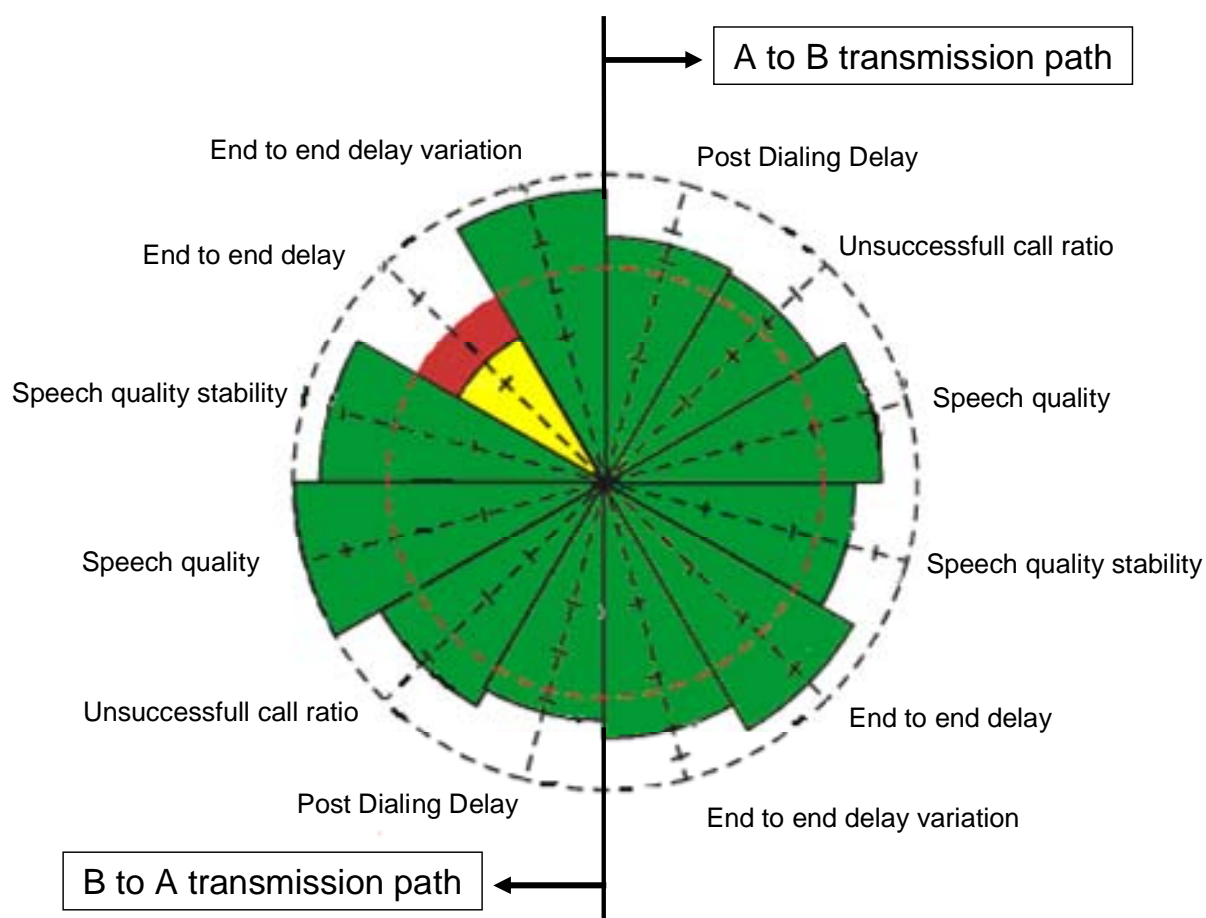 A to B transmission path
End to end delay variation
Post Dialing Delay
End to end delay
Unsuccessfull call ratio
Speech quality stability
Speech quality
Speech quality
Speech quality stability
Unsuccessfull call ratio
End to end delay
Post Dialing Delay
End to end delay variation
B to A transmission path